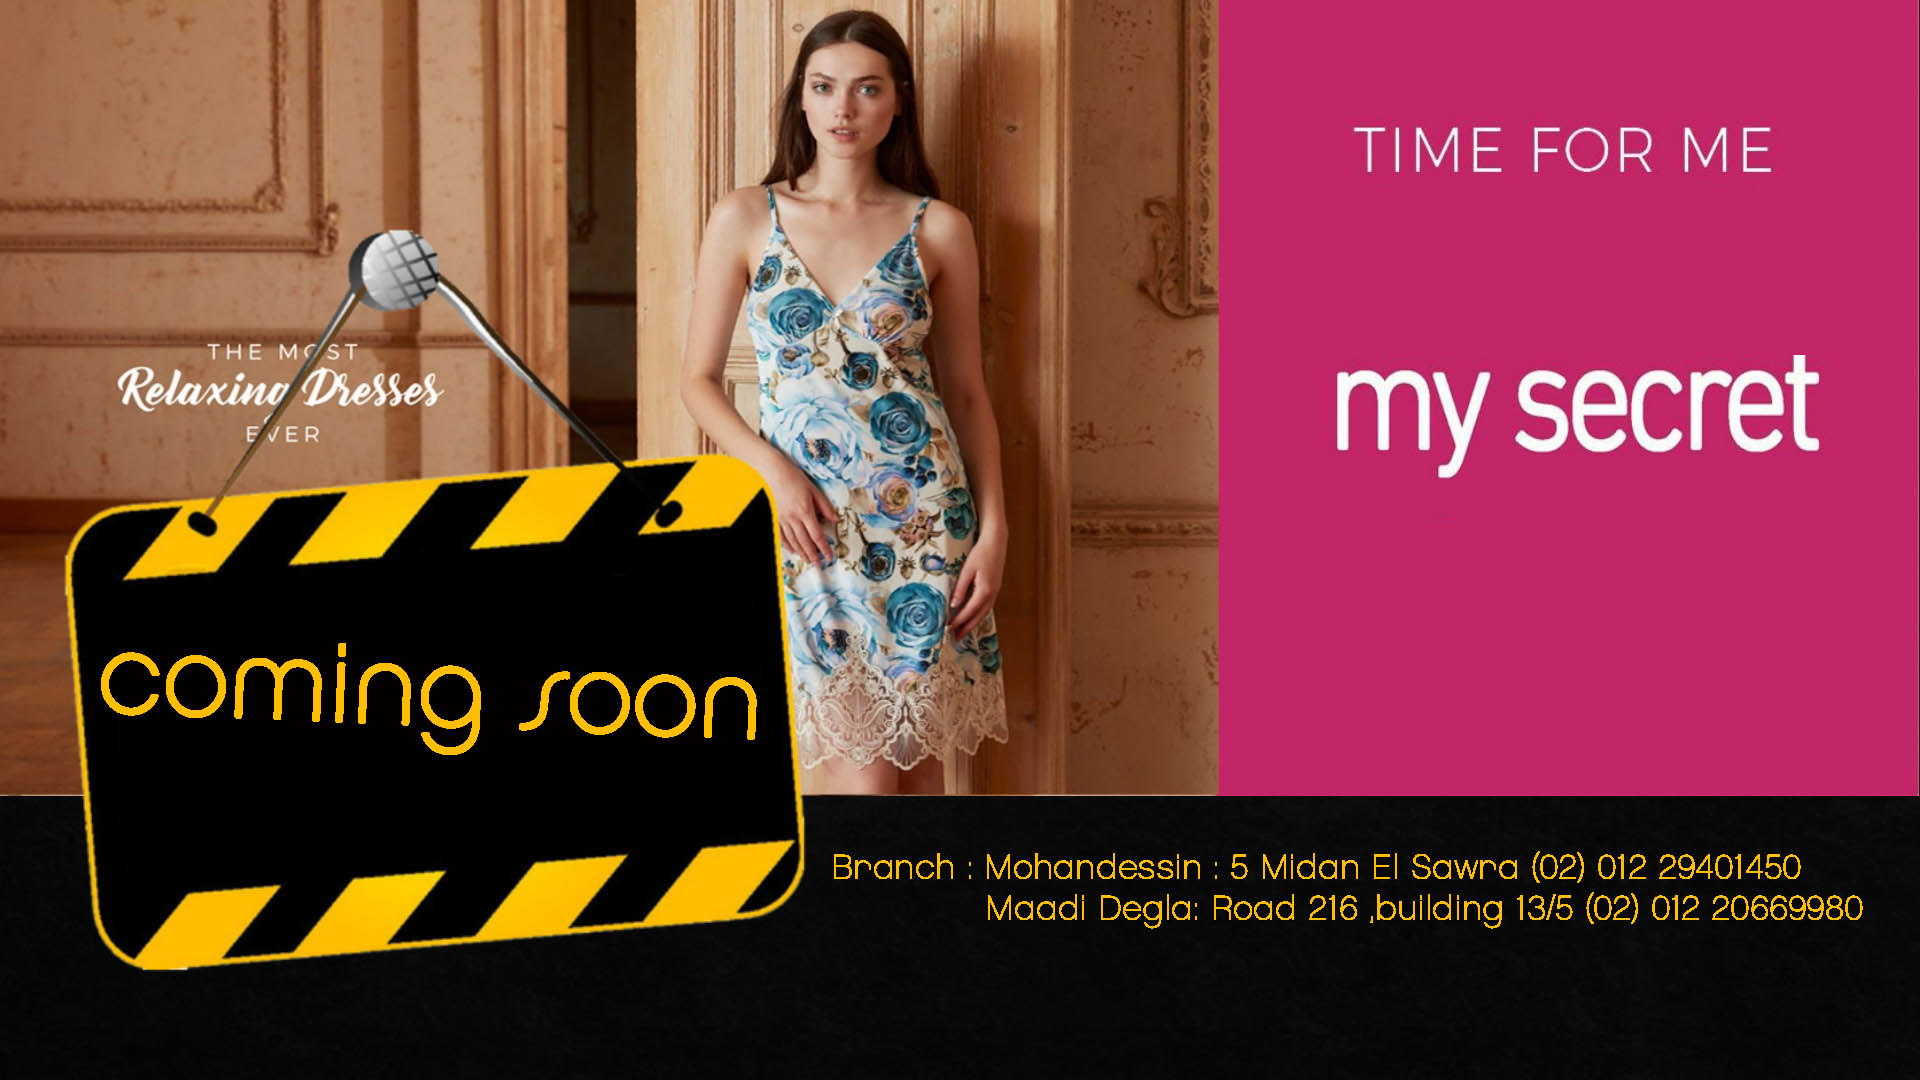 TIME FOR ME
my secret
THE MOST
Relaxing Dresses
EVER
coming soon
Branch : Mohandessin : 5 Midan El Sawra (02) 012 29401450
Maadi Degla: Road 216 ,building 13/5 (02) 012 20669980